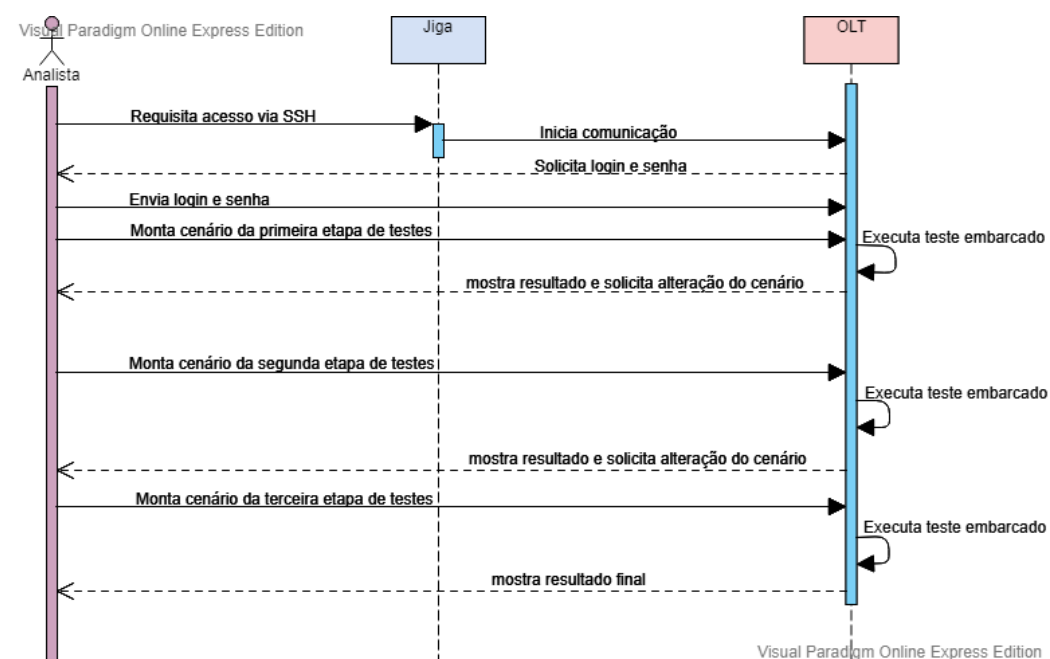 Visual Paradigm Online Express Edition
Jiga
OLT
Analista
Requisita acesso via SSH
Inicia comunicação
Solicita login e senha
Envia login e senha
Monta cenário da primeira etapa de testes
Executa teste embarcado
mostra resultado e solicita alteração do cenário
Monta cenário da segunda etapa de testes
Executa teste embarcado
mostra resultado e solicita alteração do cenário
Monta cenário da terceira etapa de testes
Executa teste embarcado
mostra resultado final
Visual Paradigm Online Express Edition